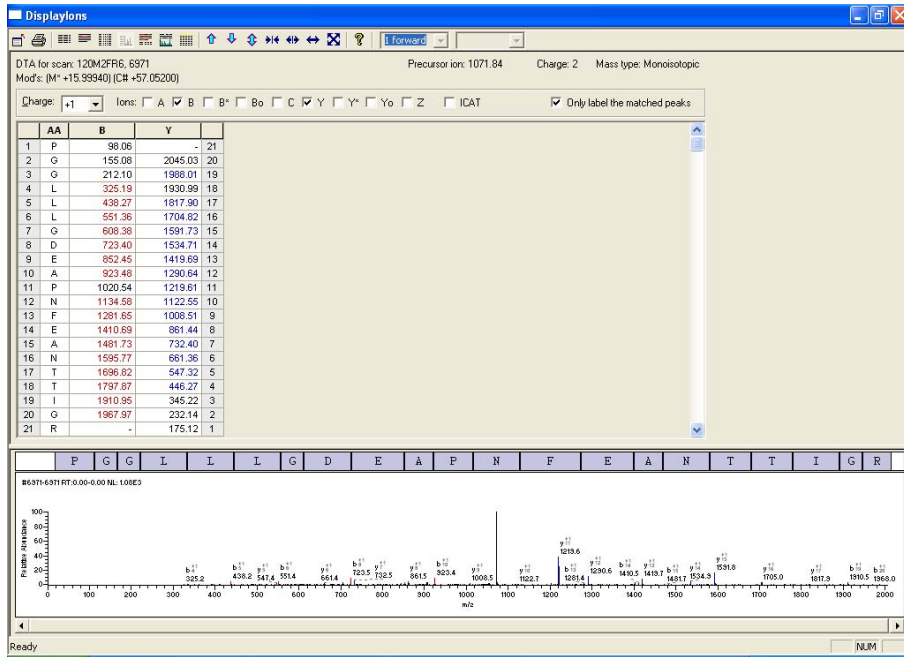 DisplayIons
1 forward
DTA for scan: 120M2FR6, 6971 Precursor ion: 1071.84 Charge: 2 Mass type: Monoisotopic
Mod's: (M* +15.99940) (C# +57.05200)
Charge: +1 Ions: A B B* Bo C Y Y* Yo Z ICAT Only label the matched peaks
AA B Y
1 P 98.06 - 21
2 G 155.08 2045.03 20
3 G 212.10 1988.01 19
4 L 325.19 1930.99 18
5 L 438.27 1817.90 17
6 L 551.36 1704.82 16
7 G 608.38 1591.73 15
8 D 723.40 1534.71 14
9 E 852.45 1419.69 13
10 A 923.48 1290.64 12
11 P 1020.54 1219.61 11
12 N 1134.58 1122.55 10
13 F 1281.65 1008.51 9
14 E 1410.69 861.44 8
15 A 1481.73 732.40 7
16 N 1595.77 661.36 6
17 T 1696.82 547.32 5
18 T 1797.87 446.27 4
19 I 1910.95 345.22 3
20 G 1967.97 232.14 2
21 R - 175.12 1
P G G L L L G D E A P N F E A N T T I G R
#6971-6971 RT:0.00-0.00 NL: 1.08E3
Relative Abundance
100
80
60
40
20
0
1219.6
325.2 438.2 547.4 551.4 661.4 723.5 732.5 861.5 923.4 1008.5 1122.7 1281.4 1290.6 1410.5 1419.7 1481.7 1534.9 1591.8 1705.0 1817.9 1910.5 1968.0
0 100 200 300 400 500 600 700 800 900 1000 1100 1200 1300 1400 1500 1600 1700 1800 1900 2000
m/z
Ready NUM